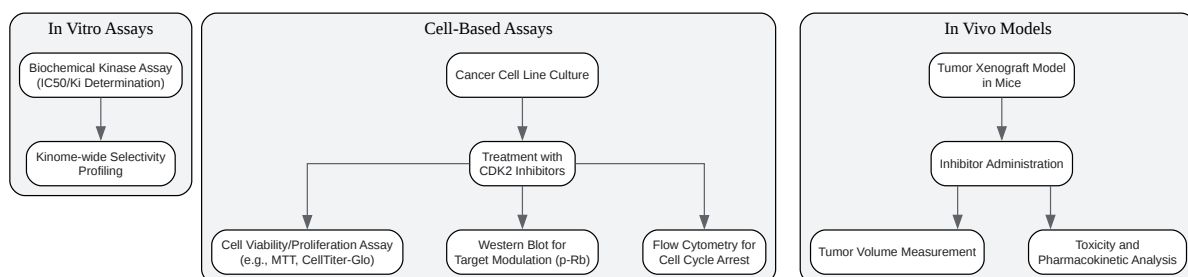 In Vitro Assays
Biochemical Kinase Assay
(IC50/Ki Determination)
Kinome-wide Selectivity
Profiling
Cell-Based Assays
Cancer Cell Line Culture
Treatment with
CDK2 Inhibitors
Cell Viability/Proliferation Assay
(e.g., MTT, CellTiter-Glo)
Western Blot for
Target Modulation (p-Rb)
Flow Cytometry for
Cell Cycle Arrest
In Vivo Models
Tumor Xenograft Model
in Mice
Inhibitor Administration
Tumor Volume Measurement
Toxicity and
Pharmacokinetic Analysis